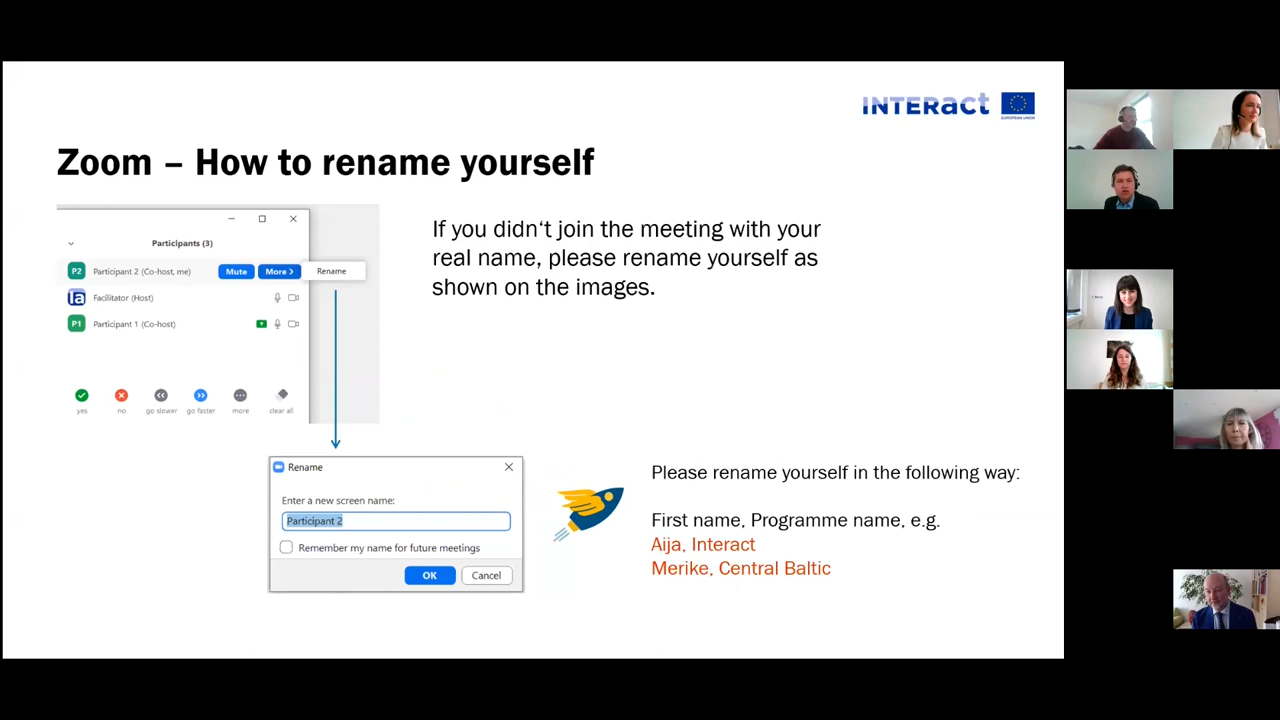 INTERact
EUROPEAN UNION
Zoom – How to rename yourself
Participants (3)
P2 Participant 2 (Co-host, me) Mute More > Rename
Ia Facilitator (Host)
P1 Participant 1 (Co-host)
yes no go slower go faster more clear all
If you didn‘t join the meeting with your
real name, please rename yourself as
shown on the images.
Rename
Enter a new screen name:
Participant 2
Remember my name for future meetings
OK Cancel
Please rename yourself in the following way:
First name, Programme name, e.g.
Aija, Interact
Merike, Central Baltic